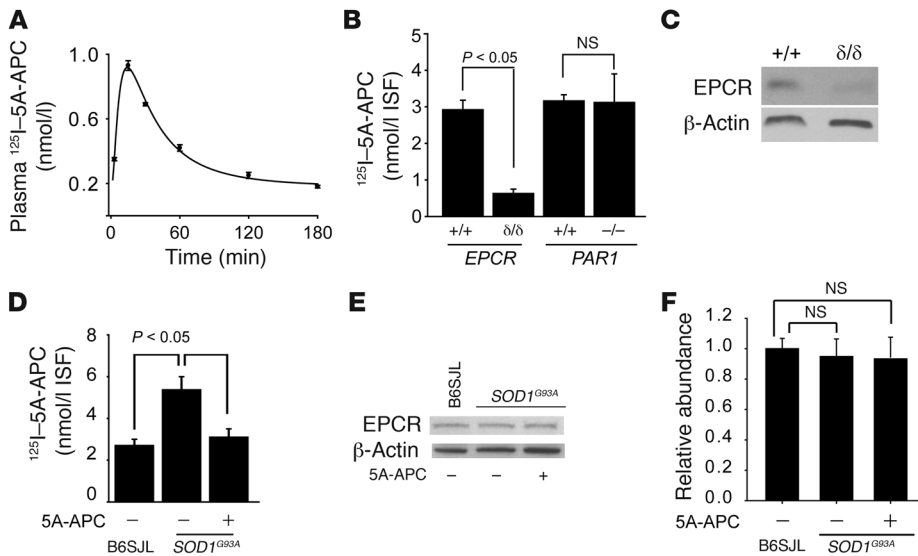 A
Plasma ¹²⁵I–5A-APC
(nmol/l)
1.0
0.6
0.2
0
0 60 120 180
Time (min)
B
¹²⁵I–5A-APC
(nmol/l ISF)
5
4
3
2
1
0
P < 0.05
NS
+/+ δ/δ +/+ –/–
EPCR PAR1
C
+/+ δ/δ
EPCR
β-Actin
D
¹²⁵I–5A-APC
(nmol/l ISF)
8
6
4
2
0
P < 0.05
5A-APC – – +
B6SJL SOD1ᴳ⁹³ᴬ
E
B6SJL
SOD1ᴳ⁹³ᴬ
EPCR
β-Actin
5A-APC – – +
F
Relative abundance
1.2
1.0
0.8
0.6
0.4
0.2
0.0
NS
NS
5A-APC – – +
B6SJL SOD1ᴳ⁹³ᴬ